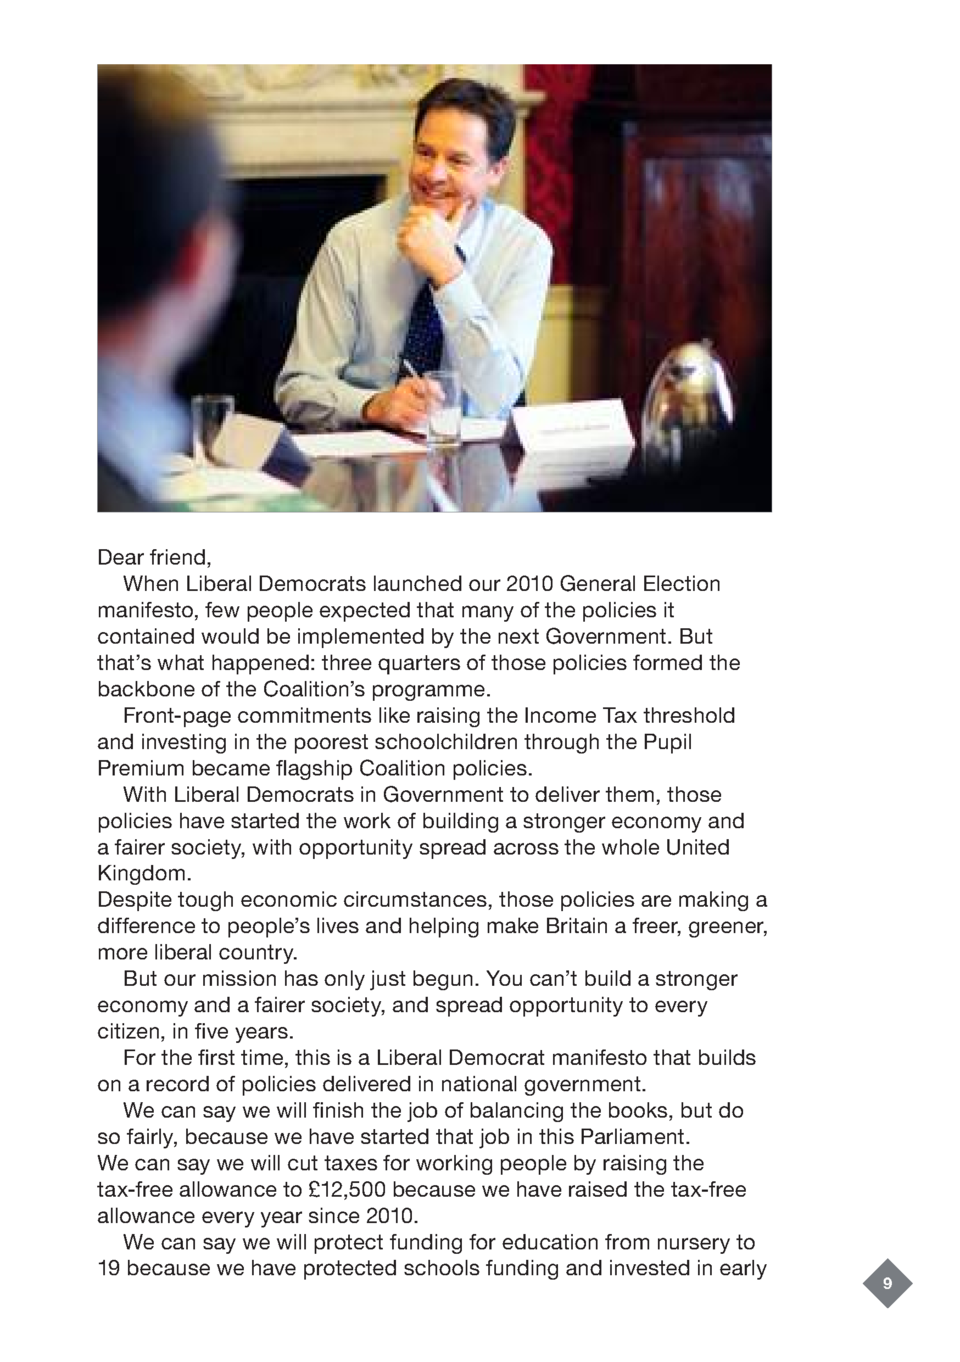 Dear friend,
When Liberal Democrats launched our 2010 General Election
manifesto, few people expected that many of the policies it
contained would be implemented by the next Government. But
that’s what happened: three quarters of those policies formed the
backbone of the Coalition’s programme.
Front-page commitments like raising the Income Tax threshold
and investing in the poorest schoolchildren through the Pupil
Premium became flagship Coalition policies.
With Liberal Democrats in Government to deliver them, those
policies have started the work of building a stronger economy and
a fairer society, with opportunity spread across the whole United
Kingdom.
Despite tough economic circumstances, those policies are making a
difference to people’s lives and helping make Britain a freer, greener,
more liberal country.
But our mission has only just begun. You can’t build a stronger
economy and a fairer society, and spread opportunity to every
citizen, in five years.
For the first time, this is a Liberal Democrat manifesto that builds
on a record of policies delivered in national government.
We can say we will finish the job of balancing the books, but do
so fairly, because we have started that job in this Parliament.
We can say we will cut taxes for working people by raising the
tax-free allowance to £12,500 because we have raised the tax-free
allowance every year since 2010.
We can say we will protect funding for education from nursery to
19 because we have protected schools funding and invested in early
9